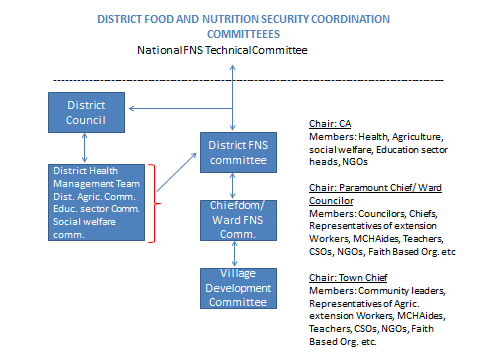 DISTRICT FOOD AND NUTRITION SECURITY COORDINATION
COMMITTEEES
National FNS Technical Committee
District
Council
District FNS
committee
District Health
Management Team
Dist. Agric. Comm.
Educ. sector Comm.
Social welfare
comm.
Chiefdom/
Ward FNS
Comm.
Village
Development
Committee
Chair: CA
Members: Health, Agriculture,
social welfare, Education sector
heads, NGOs
Chair: Paramount Chief/ Ward
Councilor
Members: Councilors, Chiefs,
Representatives of extension
Workers, MCHAides, Teachers,
CSOs, NGOs, Faith Based Org. etc
Chair: Town Chief
Members: Community leaders,
Representatives of Agric.
extension Workers, MCHAides,
Teachers, CSOs, NGOs, Faith
Based Org. etc.